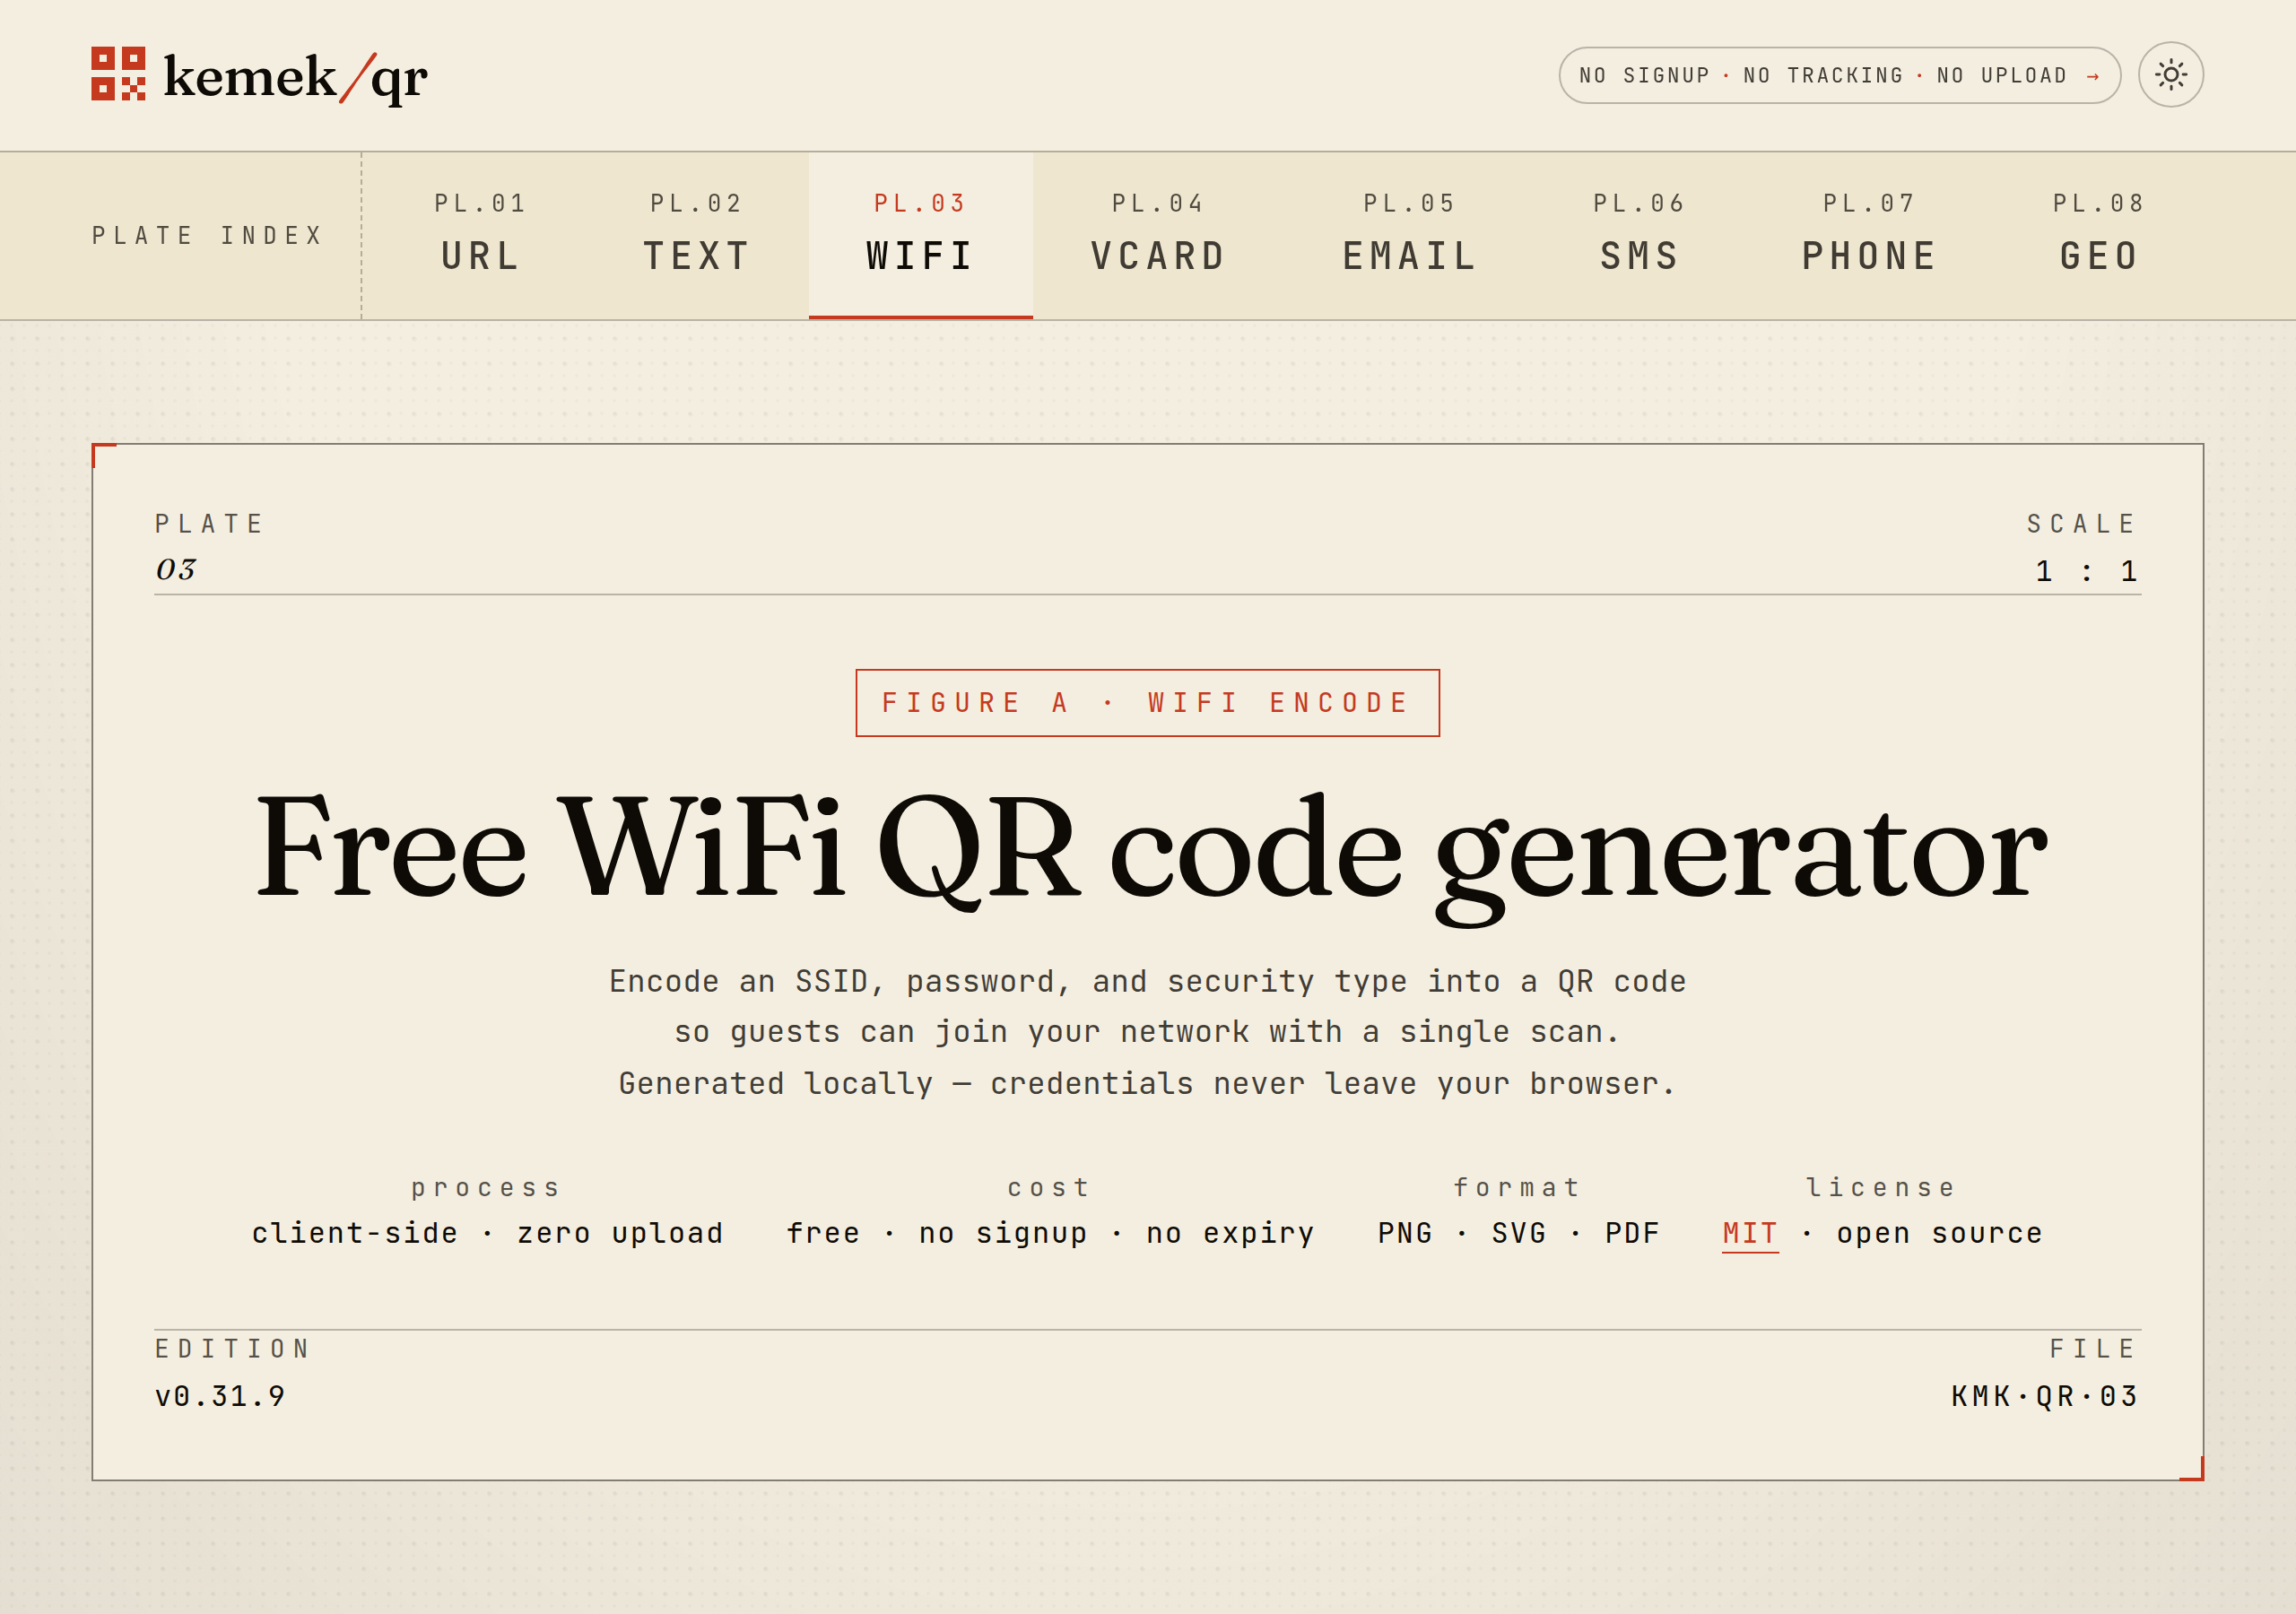 kemek/qr
NO SIGNUP · NO TRACKING · NO UPLOAD →
PLATE INDEX
PL.01
URL
PL.02
TEXT
PL.03
WIFI
PL.04
VCARD
PL.05
EMAIL
PL.06
SMS
PL.07
PHONE
PL.08
GEO
PLATE
03
SCALE
1 : 1
FIGURE A · WIFI ENCODE
Free WiFi QR code generator
Encode an SSID, password, and security type into a QR code
so guests can join your network with a single scan.
Generated locally — credentials never leave your browser.
process
client-side · zero upload
cost
free · no signup · no expiry
format
PNG · SVG · PDF
license
MIT · open source
EDITION
v0.31.9
FILE
KMK·QR·03